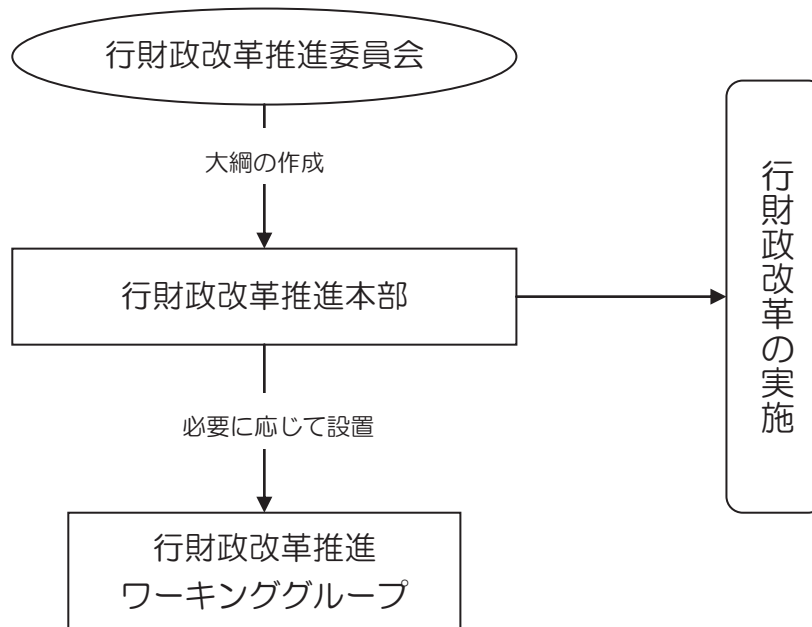 行財政改革推進委員会
大綱の作成
行財政改革推進本部
行財政改革の実施
必要に応じて設置
行財政改革推進
ワーキンググループ